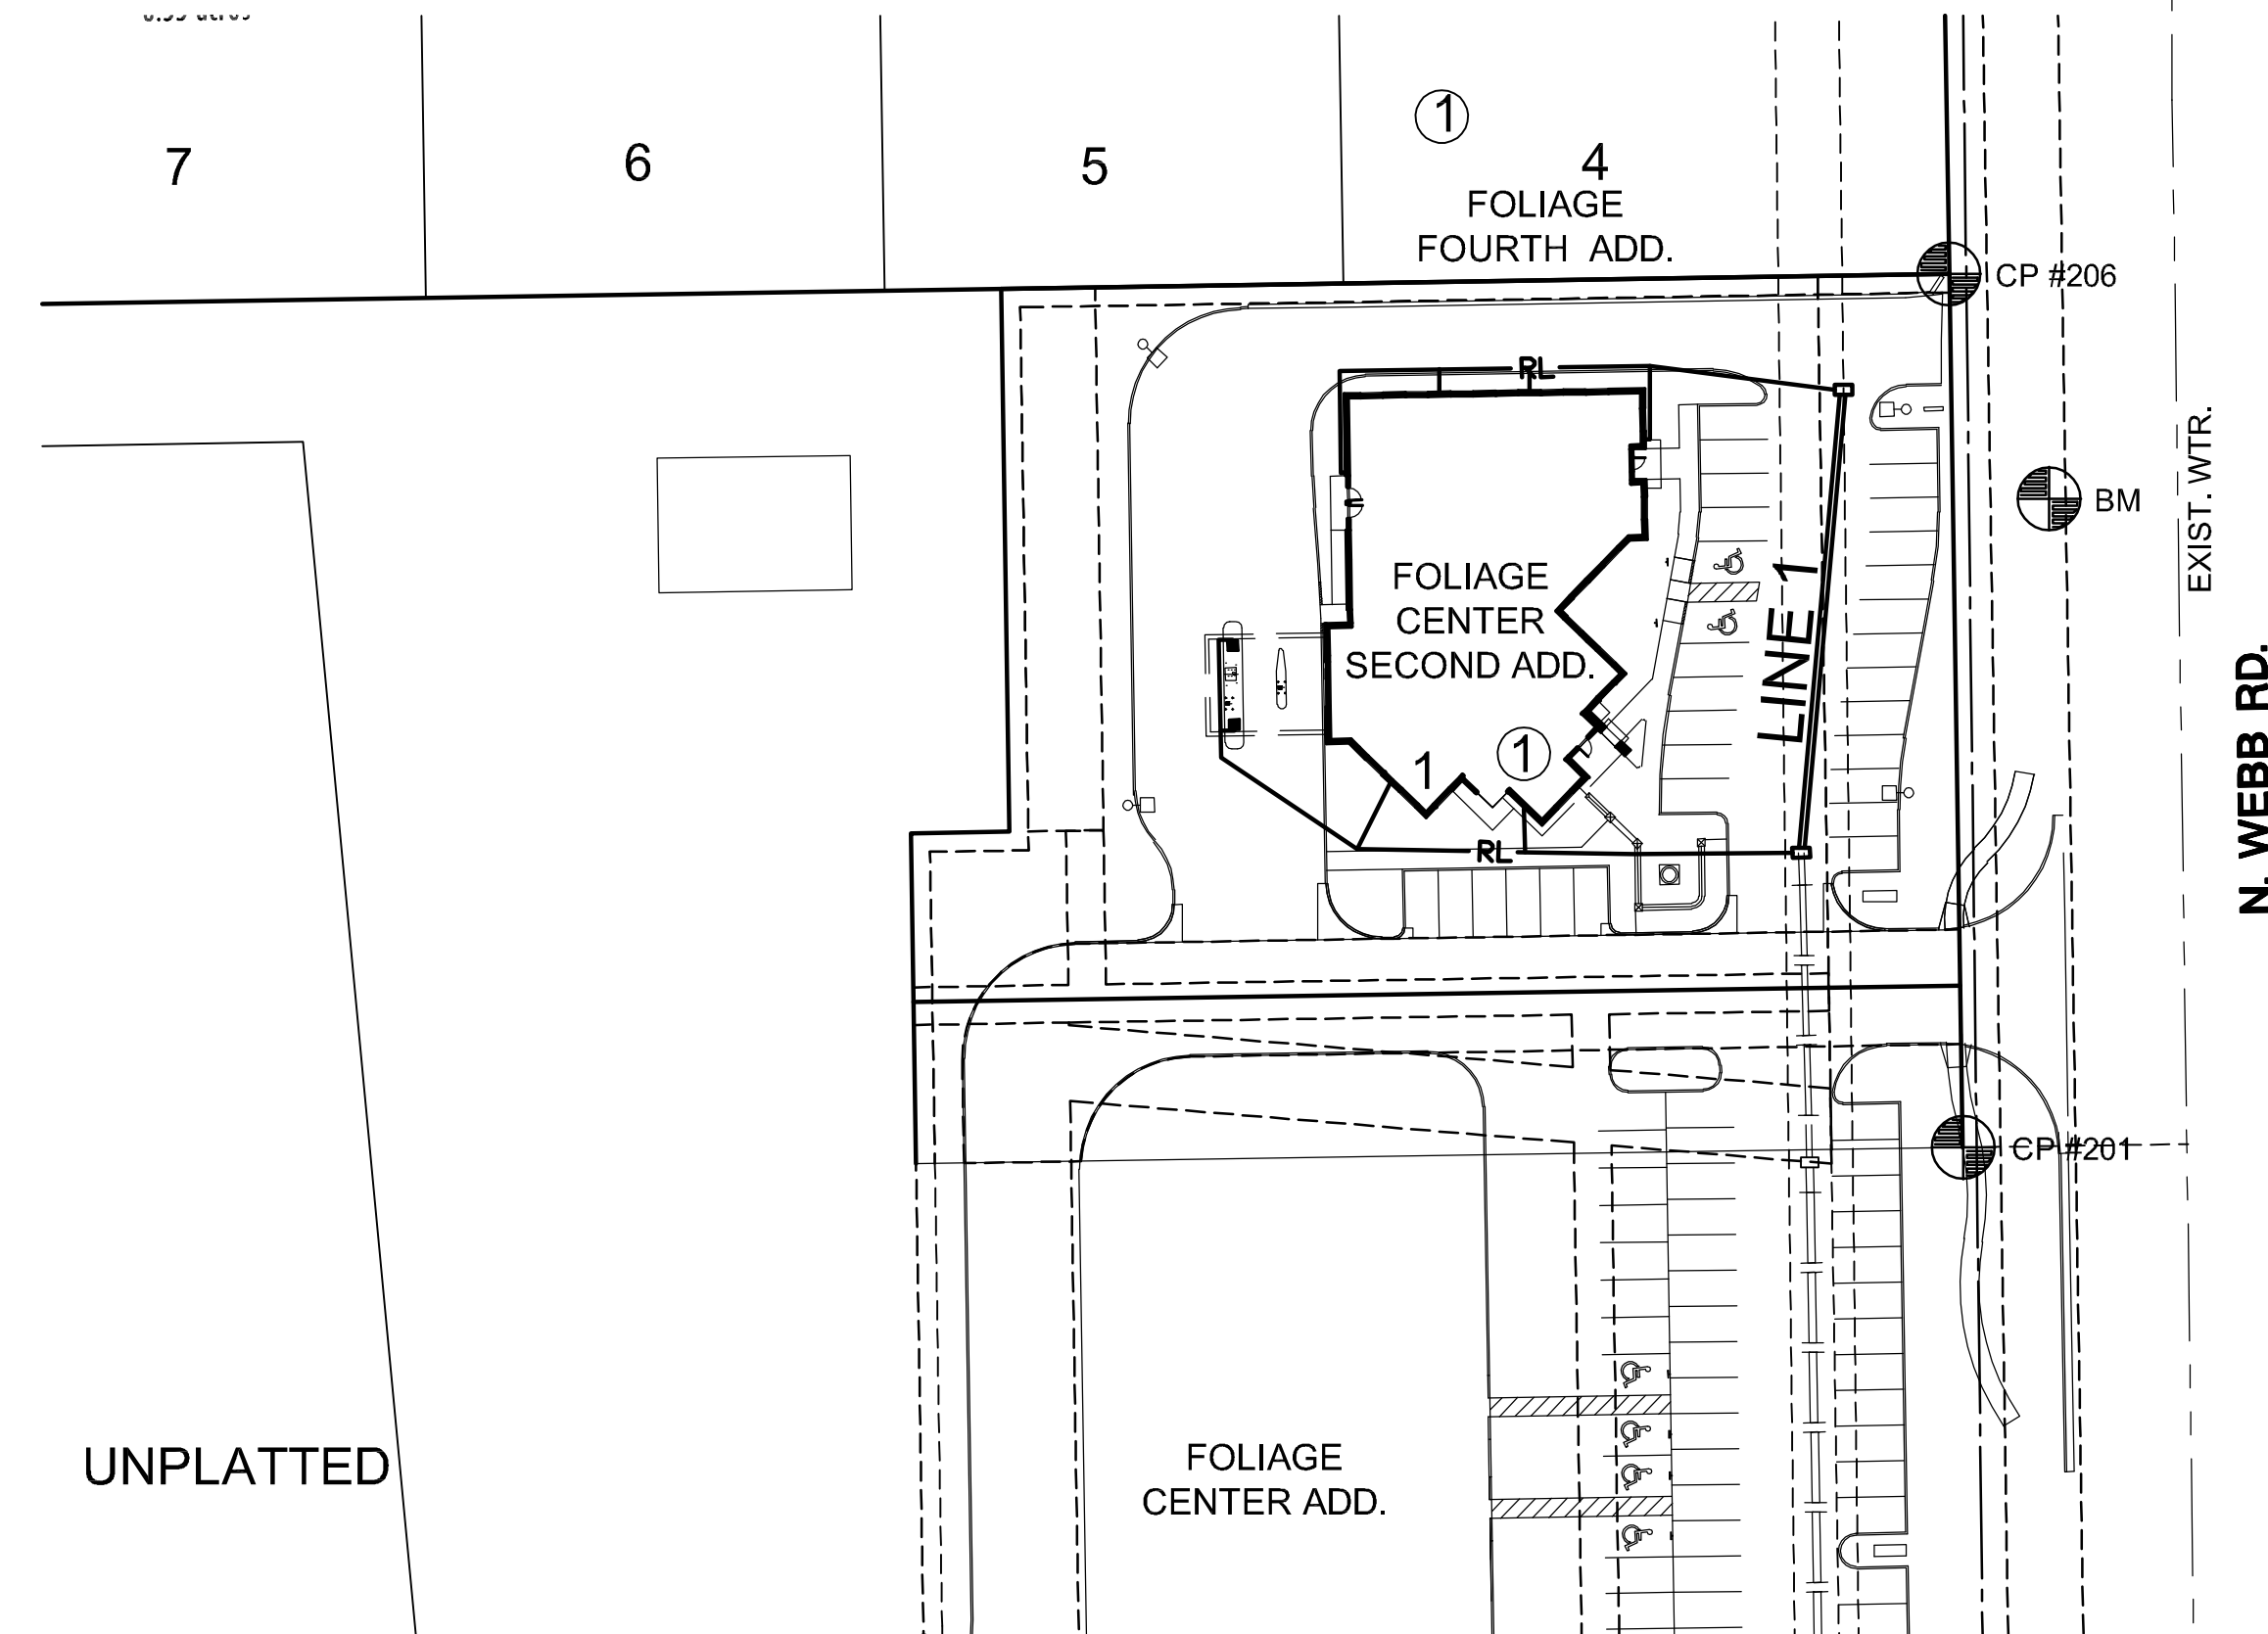 1
7
6
5
4
FOLIAGE
FOURTH ADD.
CP #206
RL
BM
EXIST. WTR.
FOLIAGE
CENTER
SECOND ADD.
LINE 1
N. WEBB RD.
1
1
RL
CP #201
UNPLATTED
FOLIAGE
CENTER ADD.